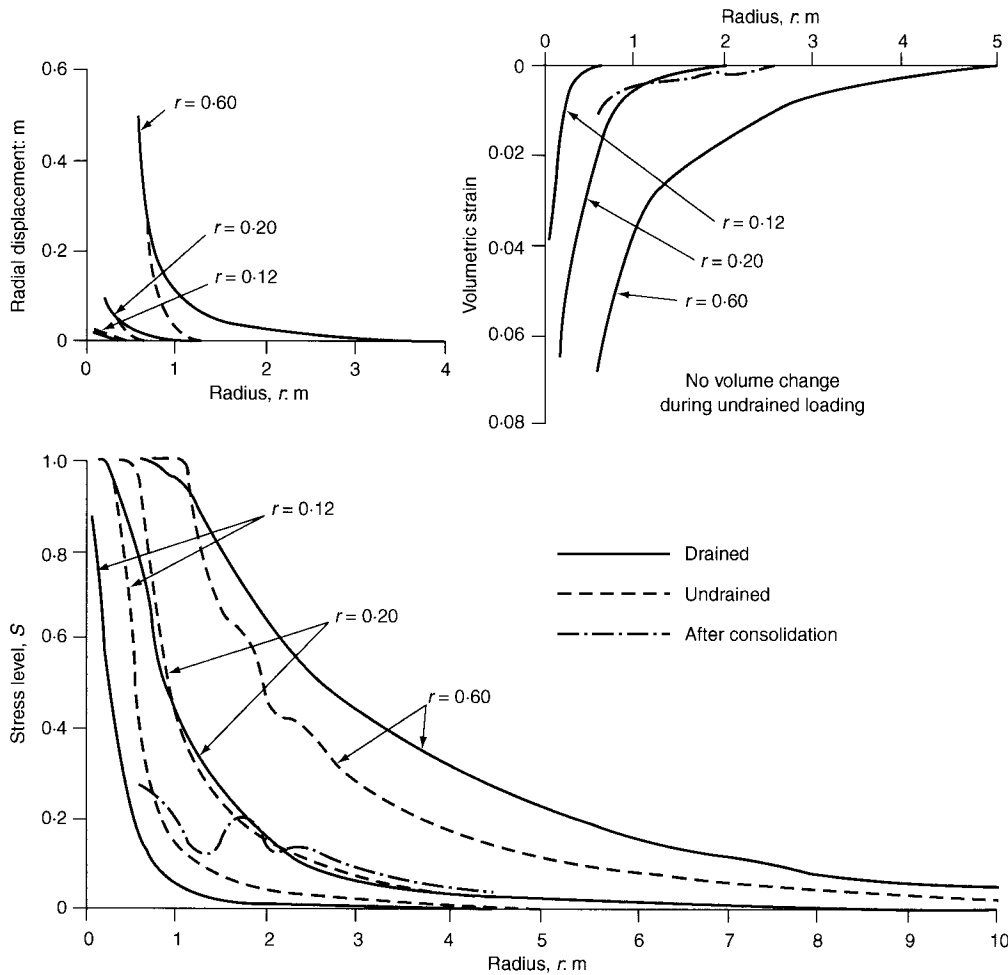 0·6
0·4
0·2
0
Radial displacement: m
r = 0·60
r = 0·20
r = 0·12
0 1 2 3 4
Radius, r: m
Radius, r: m
0 1 2 3 4 5
0
0·02
0·04
0·06
0·08
Volumetric strain
r = 0·12
r = 0·20
r = 0·60
No volume change
during undrained loading
1.0
0·8
0·6
0·4
0·2
0
Stress level, S
r = 0·12
r = 0·20
r = 0·60
Drained
Undrained
After consolidation
0 1 2 3 4 5 6 7 8 9 10
Radius, r: m